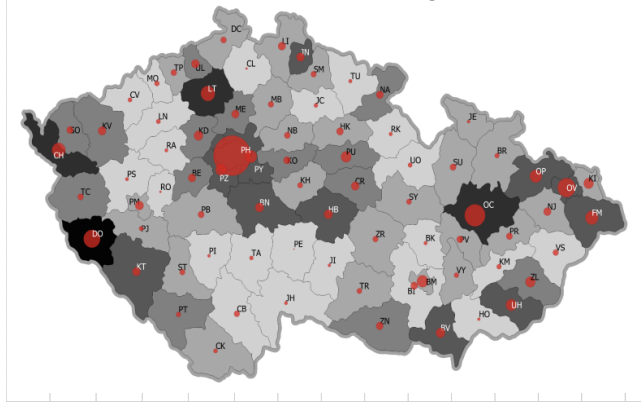 DC
LI
JN
CL
TP
UL
SM
MO
TU
LT
NA
CV
MB
JC
ME
LN
JE
SO
KV
KD
NB
HK
RK
RA
PH
BR
CH
KO
PU
UO
SU
OP
PS
BE
PZ
PY
KI
RO
KH
CR
OV
TC
PM
BN
SY
OC
PB
HB
NJ
FM
PJ
DO
PR
ZR
BK
PV
PI
TA
PE
VS
JI
KM
KT
ST
VY
ZL
BI
BM
TR
JH
UH
PT
CB
HO
ZN
BV
CK